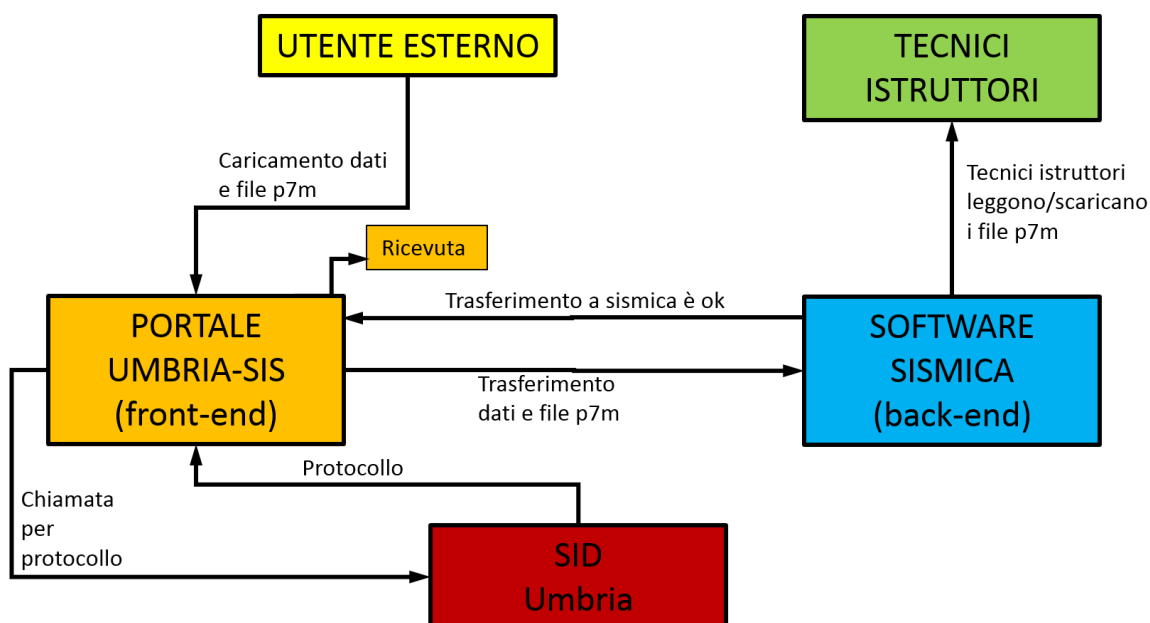 UTENTE ESTERNO
TECNICI
ISTRUTTORI
Caricamento dati
e file p7m
Tecnici istruttori
leggono/scaricano
i file p7m
Ricevuta
Trasferimento a sismica è ok
PORTALE
UMBRIA-SIS
(front-end)
SOFTWARE
SISMICA
(back-end)
Trasferimento
dati e file p7m
Protocollo
Chiamata
per
protocollo
SID
Umbria